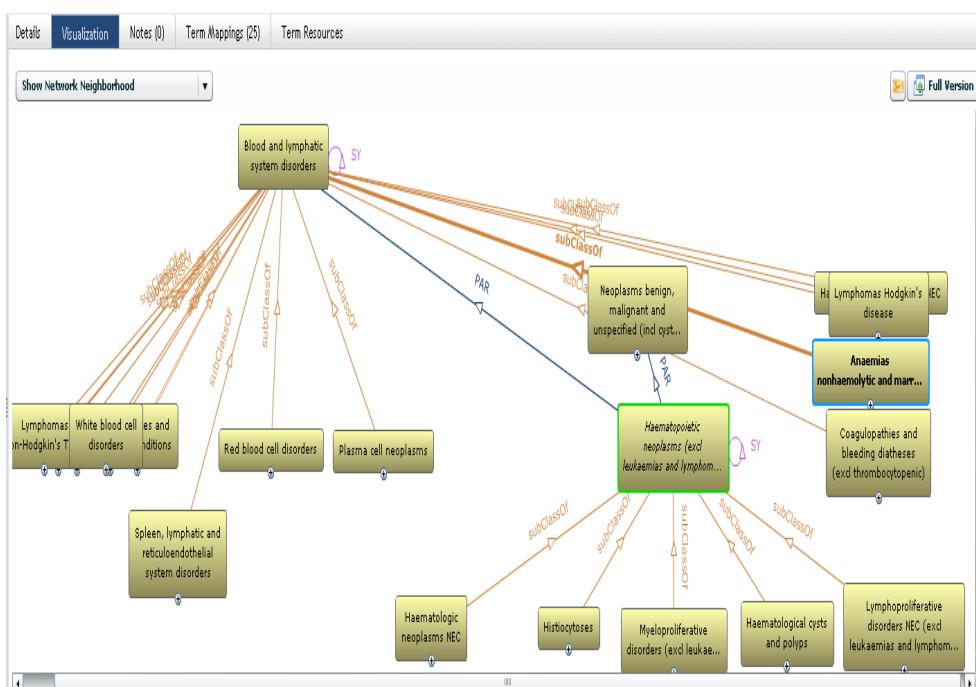 Details
Visualization
Notes (0)
Term Mappings (25)
Term Resources
Show Network Neighborhood
Full Version
Blood and lymphatic
system disorders
SY
subClassOf
subClassOf
subClassOf
PAR
Neoplasms benign,
malignant and
unspecified (incl cyst...
Lymphomas Hodgkin's
disease
Anaemias
nonhaemolytic and marr...
subClassOf
subClassOf
subClassOf
subClassOf
PAR
Lymphomas
White blood cell
disorders
Red blood cell disorders
Plasma cell neoplasms
Haematopoietic
neoplasms (excl
leukaemias and lymphom...
SY
Coagulopathies and
bleeding diatheses
(excl thrombocytopenic)
Spleen, lymphatic and
reticuloendothelial
system disorders
subClassOf
subClassOf
subClassOf
subClassOf
subClassOf
Haematologic
neoplasms NEC
Histiocytoses
Myeloproliferative
disorders (excl leukae...
Haematological cysts
and polyps
Lymphoproliferative
disorders NEC (excl
leukaemias and lymphom...